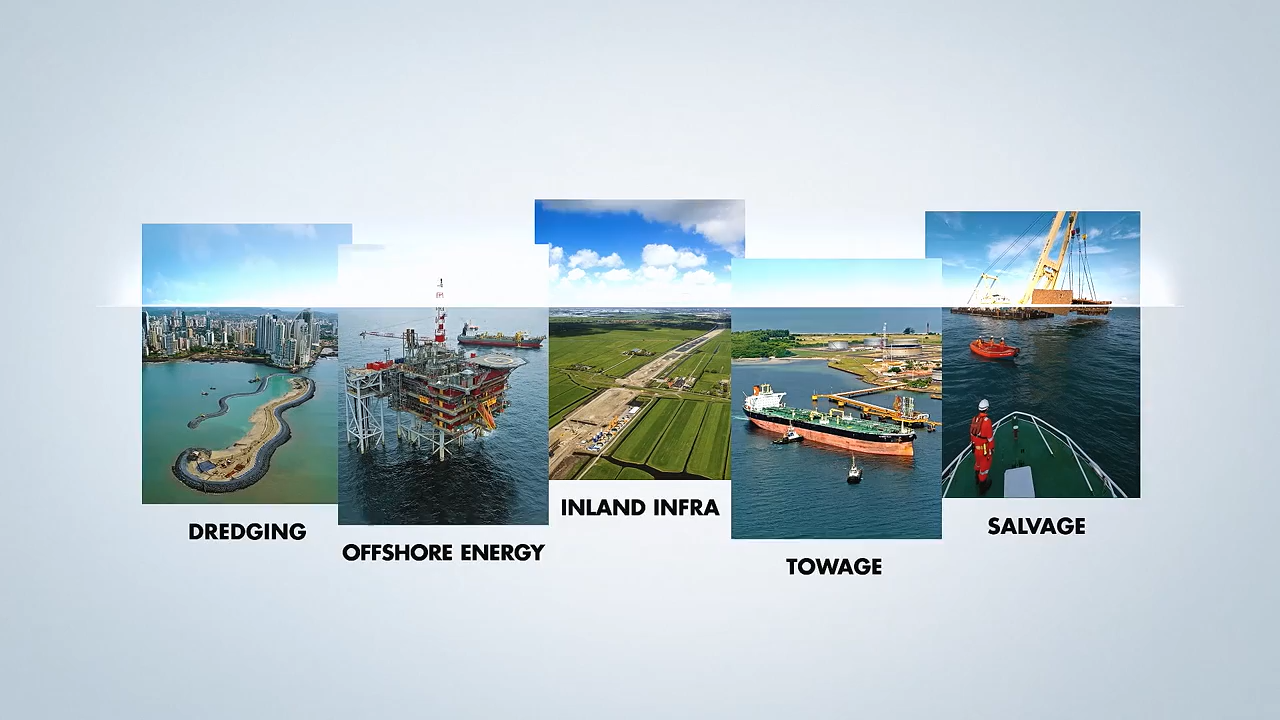 DREDGING
OFFSHORE ENERGY
INLAND INFRA
TOWAGE
SALVAGE